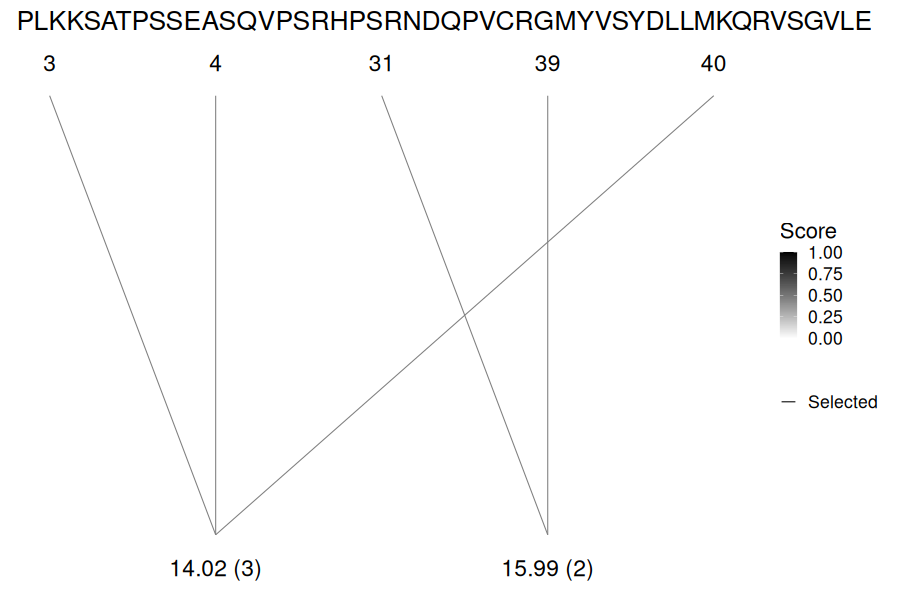 PLKKSATPSSEASQVPSRHPSRNDQPVCRGMYVSYDLLMKQRVSGVLE
3 4 31 39 40
Score
1.00
0.75
0.50
0.25
0.00
Selected
14.02 (3) 15.99 (2)